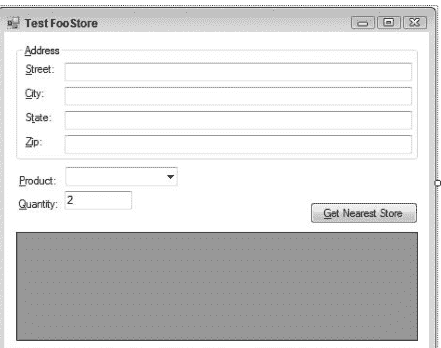 Test FooStore
Address
Street:
City:
State:
Zip:
Product:
Quantity: 2
Get Nearest Store